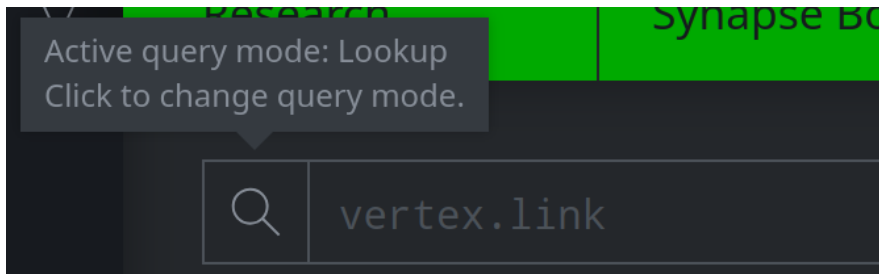 Research
Synapse Bo
Active query mode: Lookup
Click to change query mode.
vertex.link